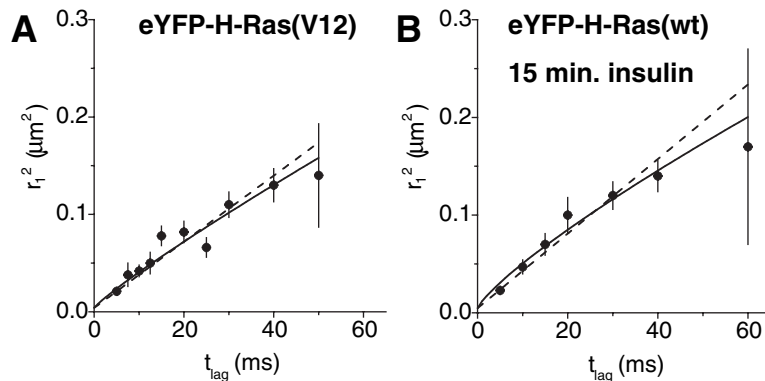 A
eYFP-H-Ras(V12)
0.3
0.2
0.1
0.0
r₁² (μm²)
0
20
40
60
t_lag (ms)
B
eYFP-H-Ras(wt)
15 min. insulin
0.3
0.2
0.1
0.0
r₁² (μm²)
0
20
40
60
t_lag (ms)